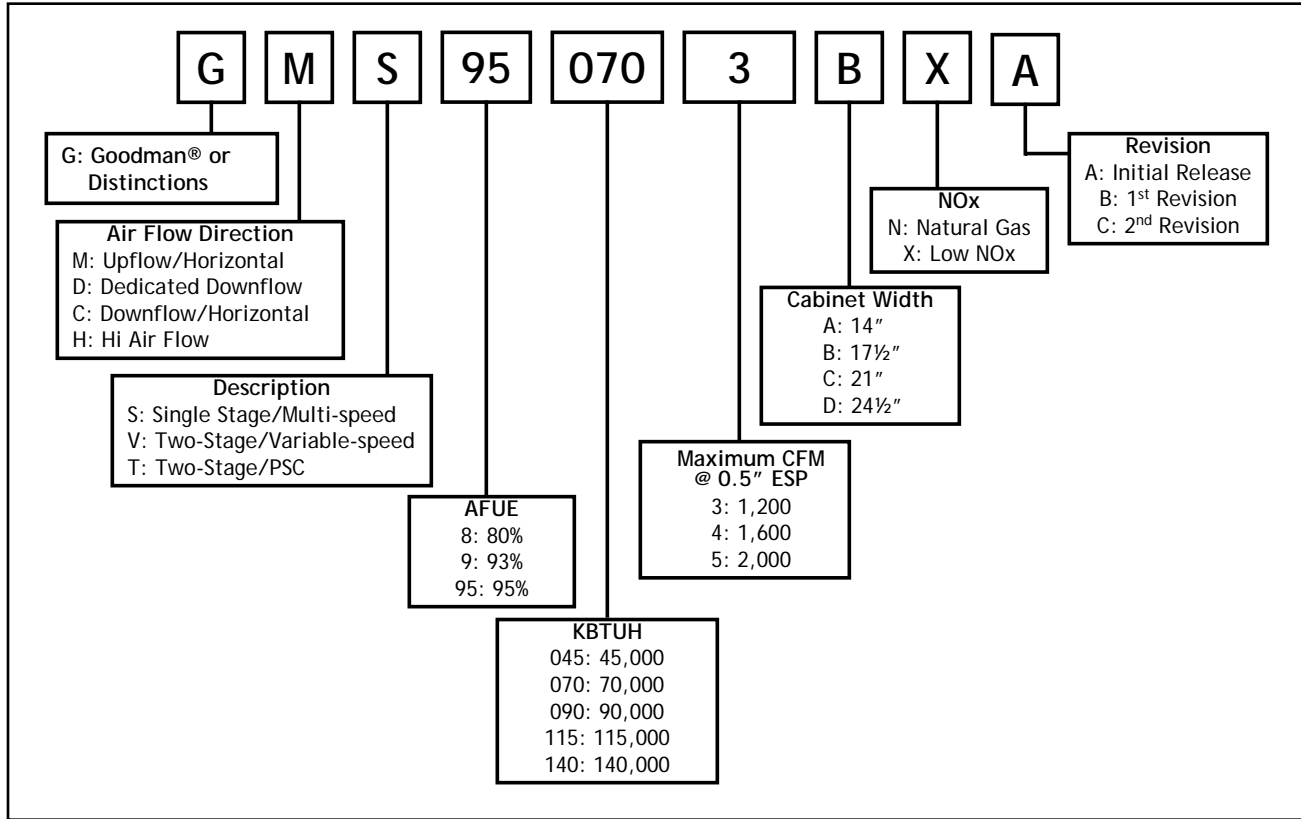 G M S 95 070 3 B X A
G: Goodman® or
Distinctions
Air Flow Direction
M: Upflow/Horizontal
D: Dedicated Downflow
C: Downflow/Horizontal
H: Hi Air Flow
Description
S: Single Stage/Multi-speed
V: Two-Stage/Variable-speed
T: Two-Stage/PSC
AFUE
8: 80%
9: 93%
95: 95%
KBTUH
045: 45,000
070: 70,000
090: 90,000
115: 115,000
140: 140,000
Maximum CFM
@ 0.5" ESP
3: 1,200
4: 1,600
5: 2,000
Cabinet Width
A: 14"
B: 17½"
C: 21"
D: 24½"
NOx
N: Natural Gas
X: Low NOx
Revision
A: Initial Release
B: 1st Revision
C: 2nd Revision